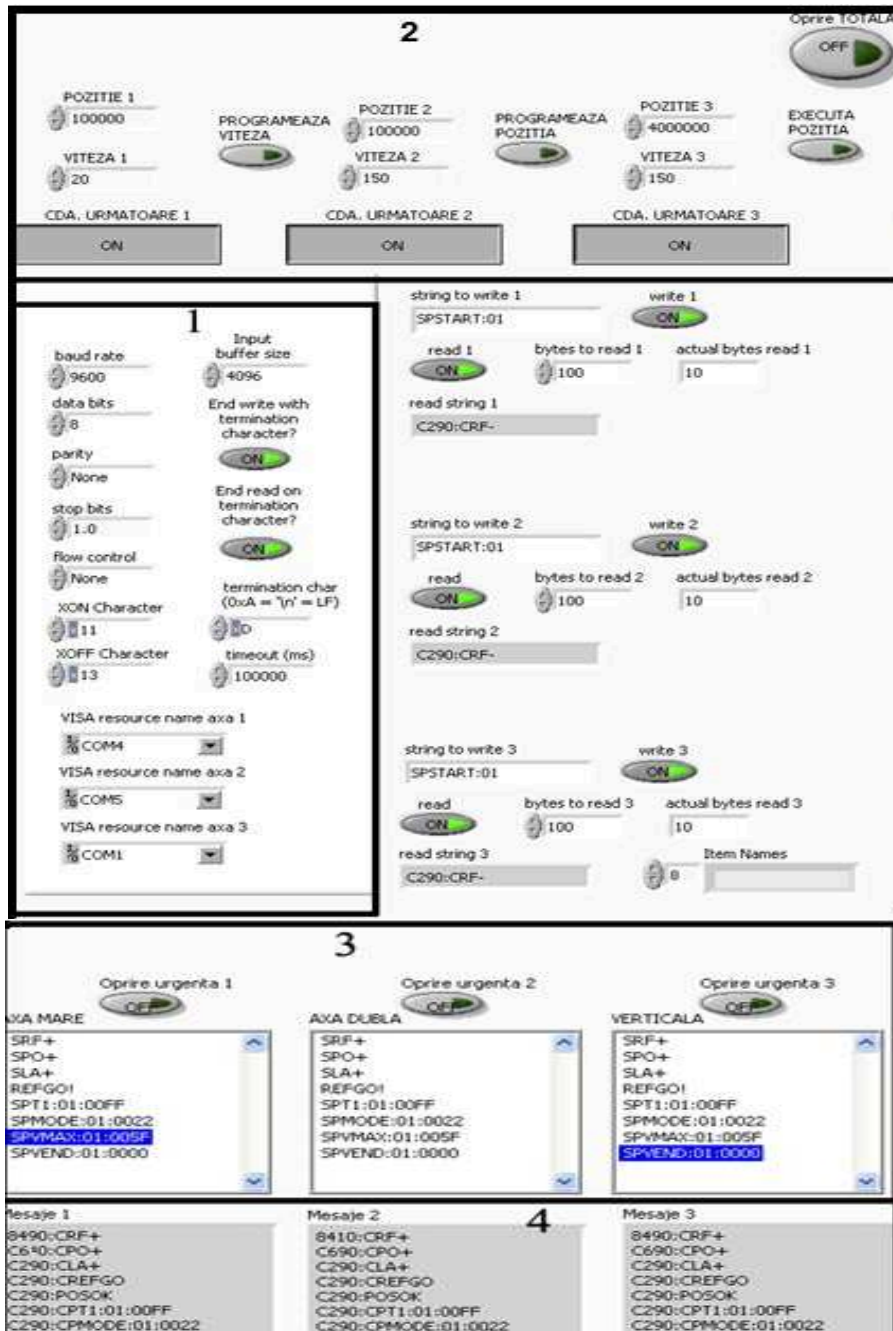 2
Oprire TOTALA
OFF
POZITIE 1
100000
PROGRAMEAZA
VITEZA
POZITIE 2
100000
PROGRAMEAZA
POZITIA
POZITIE 3
4000000
EXECUTA
POZITIA
VITEZA 1
20
VITEZA 2
150
VITEZA 3
150
CDA. URMATOARE 1
ON
CDA. URMATOARE 2
ON
CDA. URMATOARE 3
ON
1
baud rate
9600
Input
buffer size
4096
data bits
8
End write with
termination
character?
ON
parity
None
End read on
termination
character?
ON
stop bits
1.0
flow control
None
termination char
(0xA = '\n' = LF)
D
XON Character
11
XOFF Character
13
timeout (ms)
100000
VISA resource name axa 1
COM4
VISA resource name axa 2
COM5
VISA resource name axa 3
COM1
string to write 1
SPSTART:01
write 1
ON
read 1
ON
bytes to read 1
100
actual bytes read 1
10
read string 1
C290:CRF-
string to write 2
SPSTART:01
write 2
ON
read
ON
bytes to read 2
100
actual bytes read 2
10
read string 2
C290:CRF-
string to write 3
SPSTART:01
write 3
ON
read
ON
bytes to read 3
100
actual bytes read 3
10
read string 3
C290:CRF-
8
Item Names
3
Oprire urgenta 1
OFF
AXA MARE
SRF+
SPO+
SLA+
REFGO!
SPT1:01:00FF
SPMODE:01:0022
SPVMAX:01:005F
SPVEND:01:0000
Oprire urgenta 2
OFF
AXA DUBLA
SRF+
SPO+
SLA+
REFGO!
SPT1:01:00FF
SPMODE:01:0022
SPVMAX:01:005F
SPVEND:01:0000
Oprire urgenta 3
OFF
VERTICALA
SRF+
SPO+
SLA+
REFGO!
SPT1:01:00FF
SPMODE:01:0022
SPVMAX:01:005F
SPVEND:01:0000
4
Mesaje 1
8490:CRF+
C290:CLA+
C290:CREFGO
C290:POSOK
C290:CPT1:01:00FF
C290:CPMODE:01:0022
Mesaje 2
8410:CRF+
C690:CPO+
C290:CLA+
C290:CREFGO
C290:POSOK
C290:CPT1:01:00FF
C290:CPMODE:01:0022
Mesaje 3
8490:CRF+
C690:CPO+
C290:CLA+
C290:CREFGO
C290:POSOK
C290:CPT1:01:00FF
C290:CPMODE:01:0022